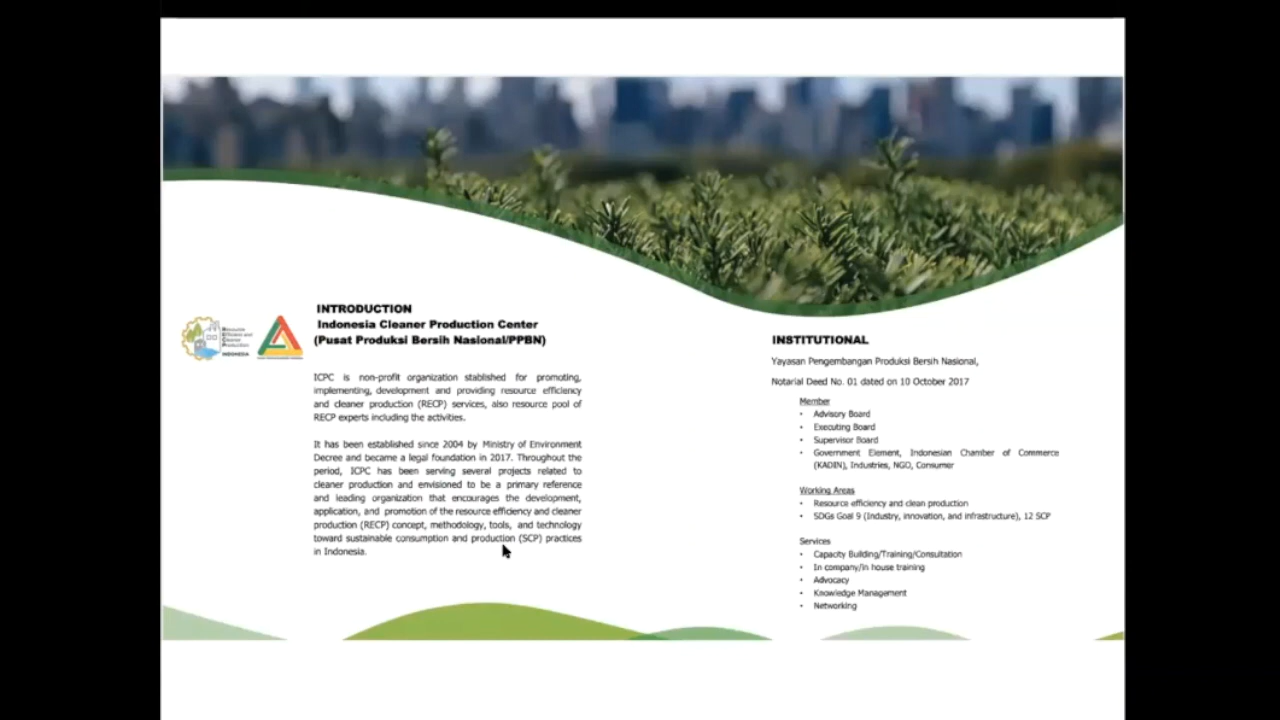 INTRODUCTION
Indonesia Cleaner Production Center
(Pusat Produksi Bersih Nasional/PPBN)
ICPC is non-profit organization stablished for promoting,
implementing, development and providing resource efficiency
and cleaner production (RECP) services, also resource pool of
RECP experts including the activities.
It has been established since 2004 by Ministry of Environment
Decree and became a legal foundation in 2017. Throughout the
period, ICPC has been serving several projects related to
cleaner production and envisioned to be a primary reference
and leading organization that encourages the development,
application, and promotion of the resource efficiency and cleaner
production (RECP) concept, methodology, tools, and technology
toward sustainable consumption and production (SCP) practices
in Indonesia.
Resource
Efficient and
Cleaner
Production
INDONESIA
INSTITUTIONAL
Yayasan Pengembangan Produksi Bersih Nasional,
Notarial Deed No. 01 dated on 10 October 2017
Member
• Advisory Board
• Executing Board
• Supervisor Board
• Government Element, Indonesian Chamber of Commerce
(KADIN), Industries, NGO, Consumer
Working Areas
• Resource efficiency and clean production
• SDGs Goal 9 (Industry, innovation, and infrastructure), 12 SCP
Services
• Capacity Building/Training/Consultation
• In company/in house training
• Advocacy
• Knowledge Management
• Networking